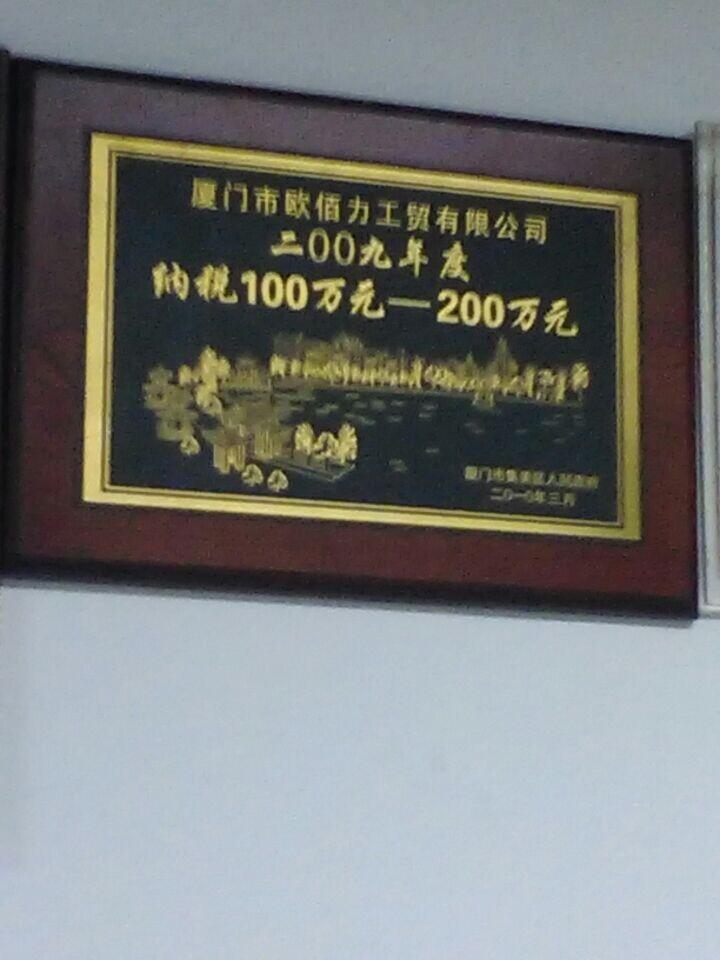 厦门市欧佰力工贸有限公司
二00九年度
纳税100万元—200万元
厦门市集美区人民政府
二0一0年三月